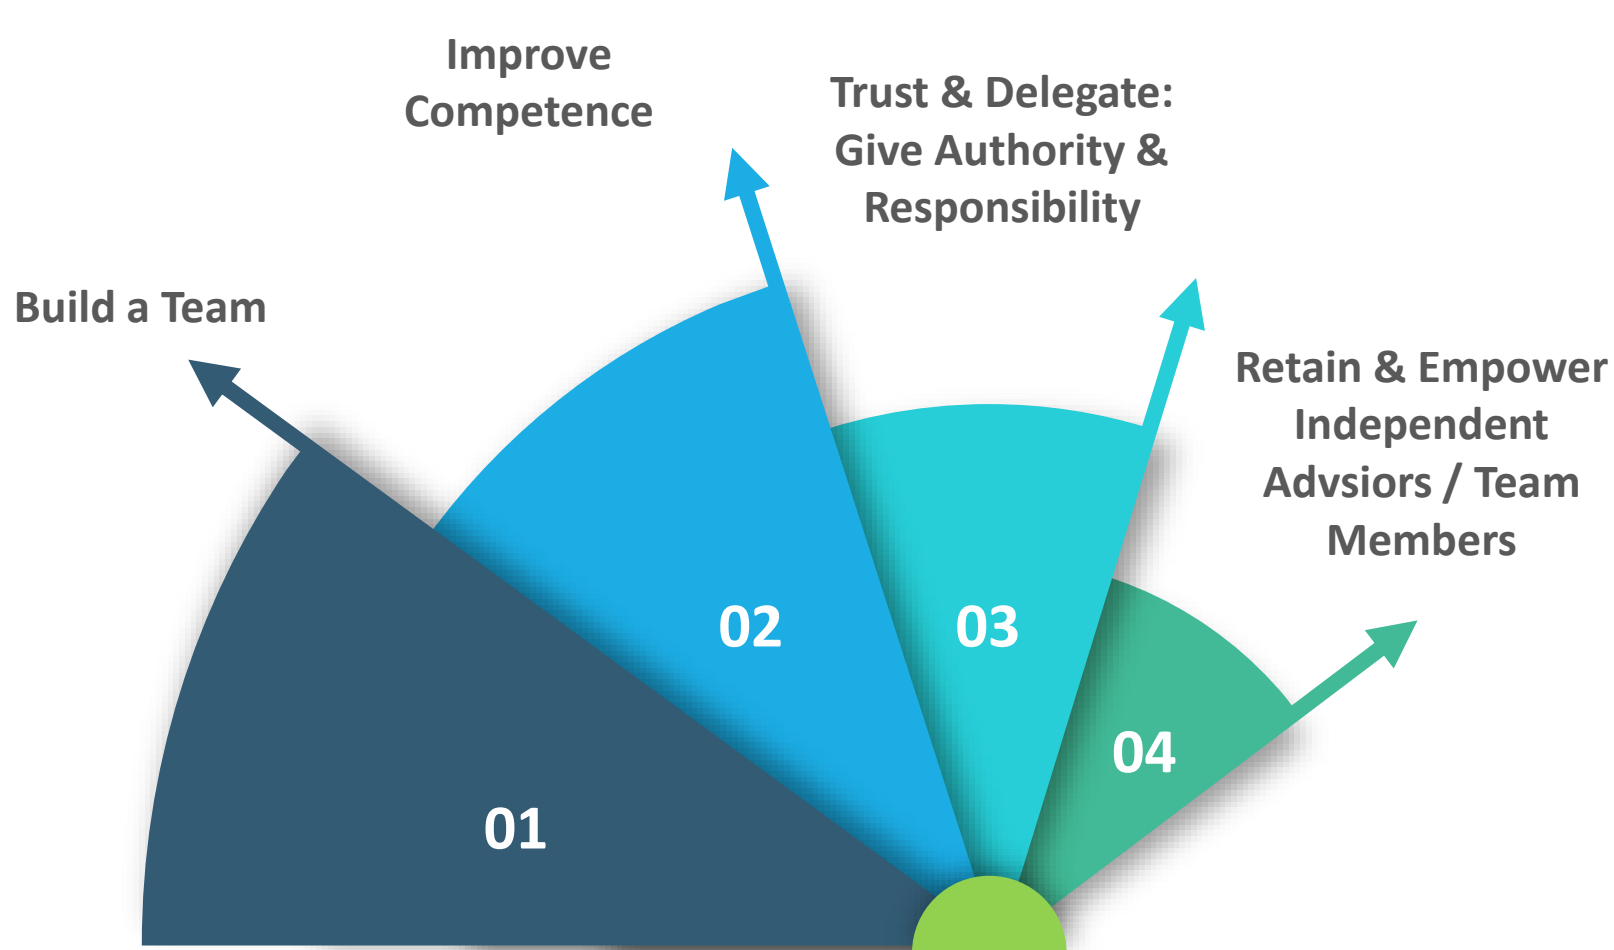 Improve
Competence
Trust & Delegate:
Give Authority &
Responsibility
Build a Team
Retain & Empower
Independent
Advsiors / Team
Members
01
02
03
04